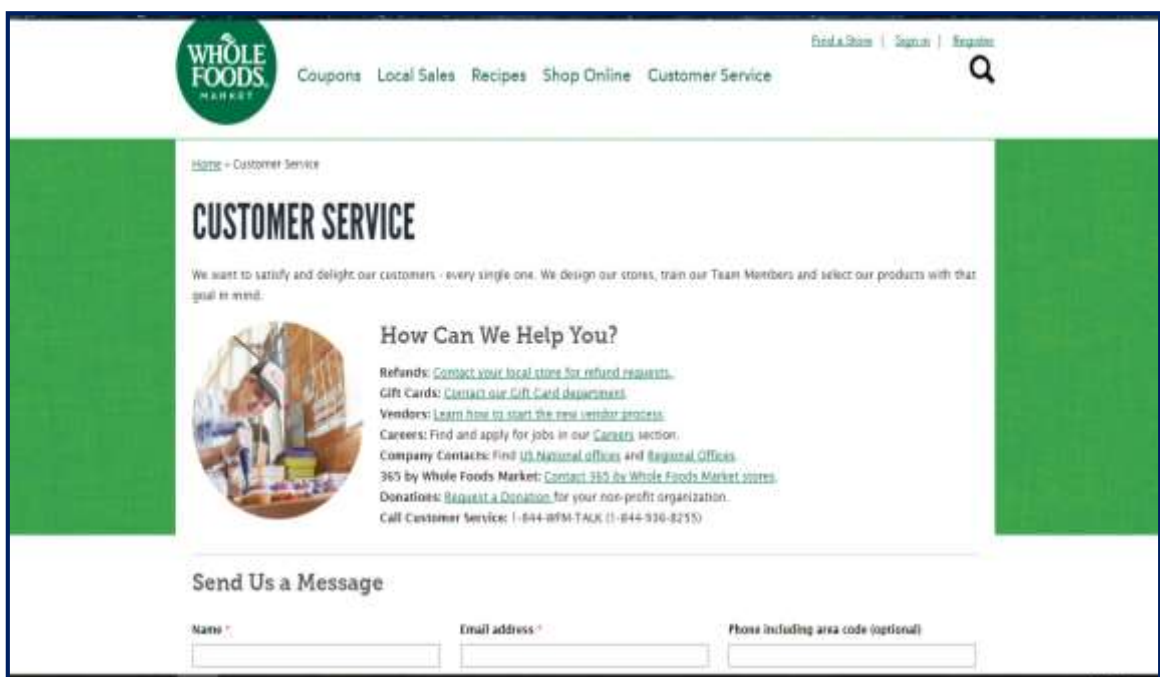 WHOLE
FOODS
MARKET
Find a Store | Sign in | Register
Coupons Local Sales Recipes Shop Online Customer Service
Home » Customer Service
CUSTOMER SERVICE
We want to satisfy and delight our customers - every single one. We design our stores, train our Team Members and select our products with that
goal in mind.
How Can We Help You?
Refunds: Contact your local store for refund requests.
Gift Cards: Contact our Gift Card department.
Vendors: Learn how to start the new vendor process.
Careers: Find and apply for jobs in our Careers section.
Company Contacts: Find US National offices and Regional Offices.
365 by Whole Foods Market: Contact 365 by Whole Foods Market stores.
Donations: Request a Donation for your non-profit organization.
Call Customer Service: 1-844-WFM-TALK (1-844-936-8255)
Send Us a Message
Name *
Email address *
Phone including area code (optional)